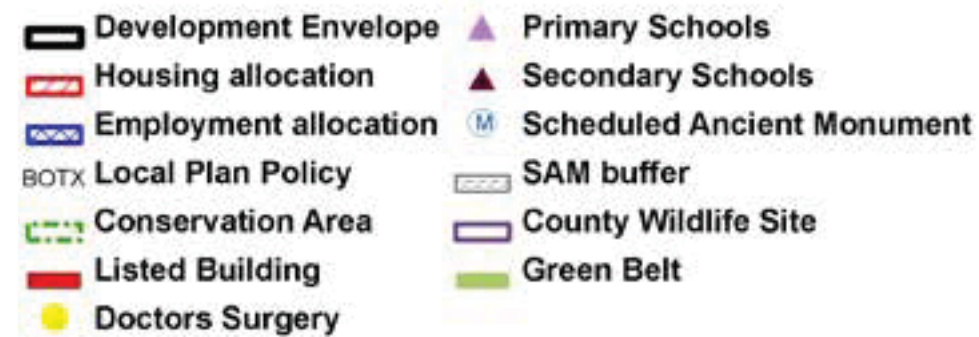 Development Envelope
Housing allocation
Employment allocation
BOTX Local Plan Policy
Conservation Area
Listed Building
Doctors Surgery
Primary Schools
Secondary Schools
M Scheduled Ancient Monument
SAM buffer
County Wildlife Site
Green Belt